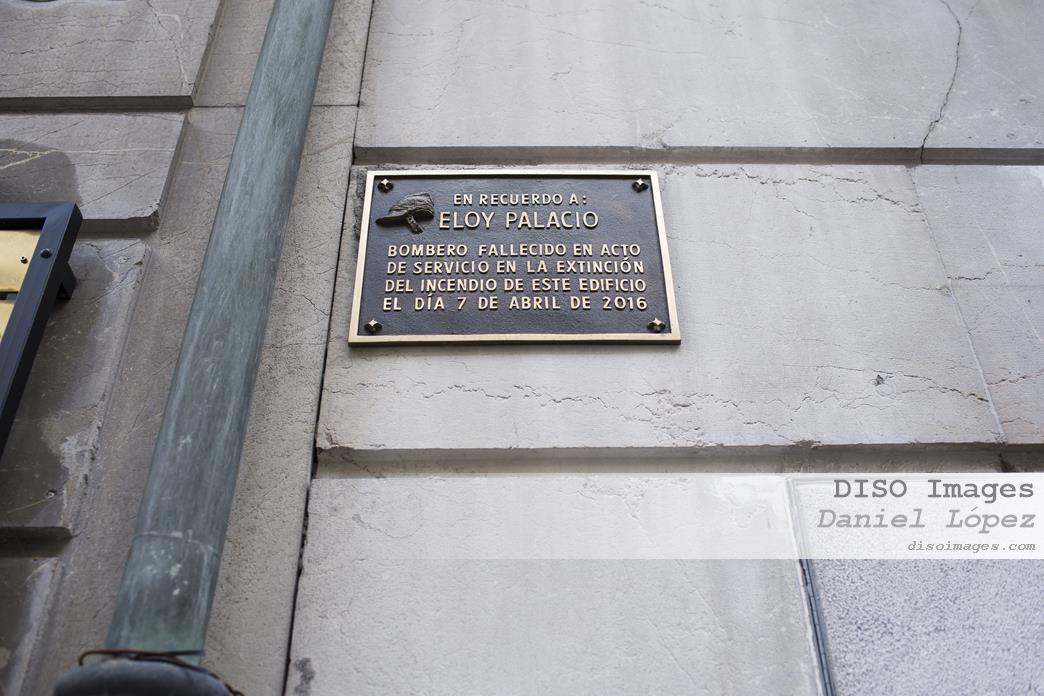 EN RECUERDO A:
ELOY PALACIO
BOMBERO FALLECIDO EN ACTO
DE SERVICIO EN LA EXTINCIÓN
DEL INCENDIO DE ESTE EDIFICIO
EL DÍA 7 DE ABRIL DE 2016
DISO Images
Daniel López
disoimages.com